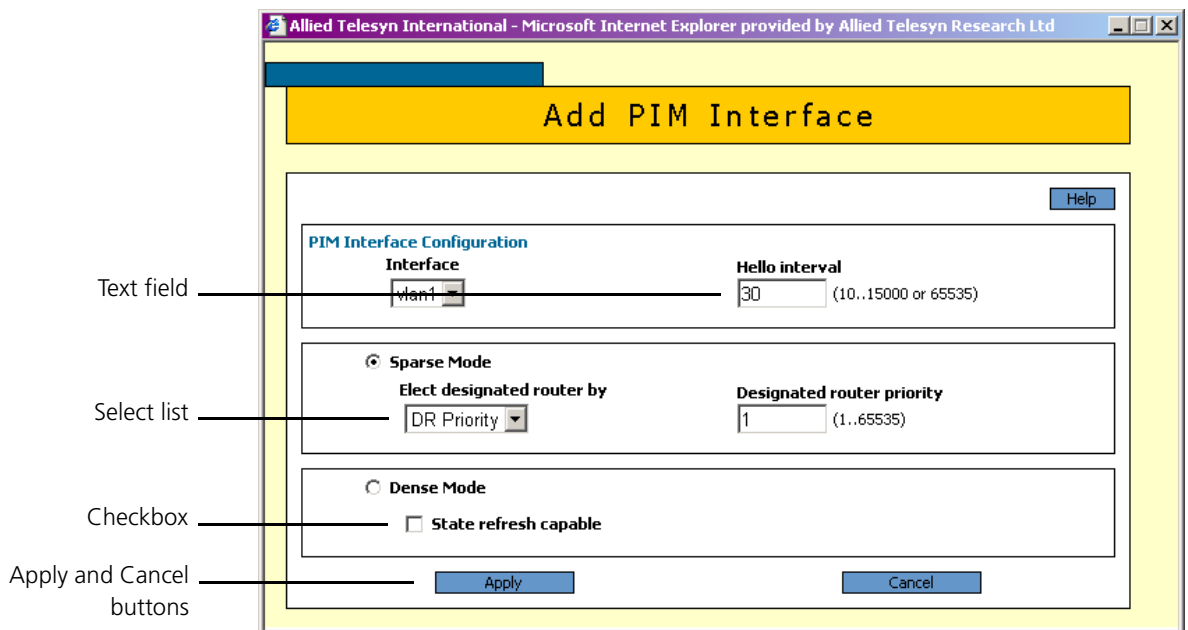 Allied Telesyn International - Microsoft Internet Explorer provided by Allied Telesyn Research Ltd
Add PIM Interface
Help
PIM Interface Configuration
Interface
Hello interval
Text field
vlan1
30
(10..15000 or 65535)
Sparse Mode
Elect designated router by
Designated router priority
Select list
DR Priority
1
(1..65535)
Dense Mode
Checkbox
State refresh capable
Apply and Cancel
buttons
Apply
Cancel